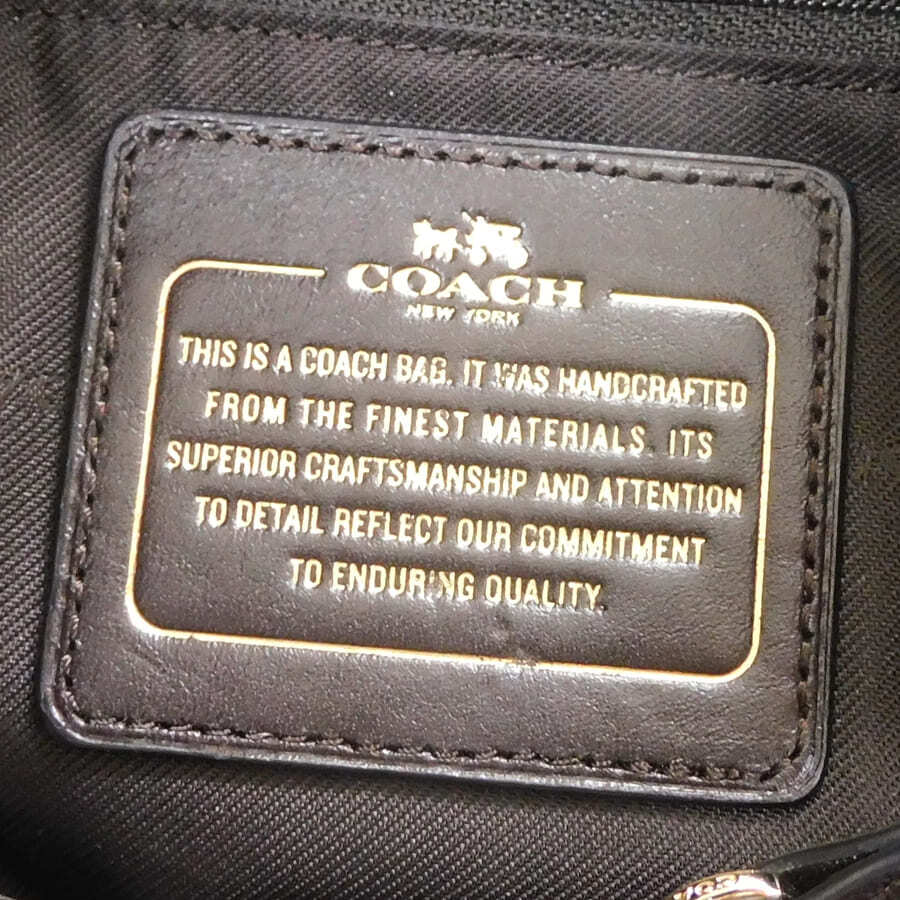 COACH
NEW YORK
THIS IS A COACH BAG. IT WAS HANDCRAFTED
FROM THE FINEST MATERIALS. ITS
SUPERIOR CRAFTSMANSHIP AND ATTENTION
TO DETAIL REFLECT OUR COMMITMENT
TO ENDURING QUALITY.